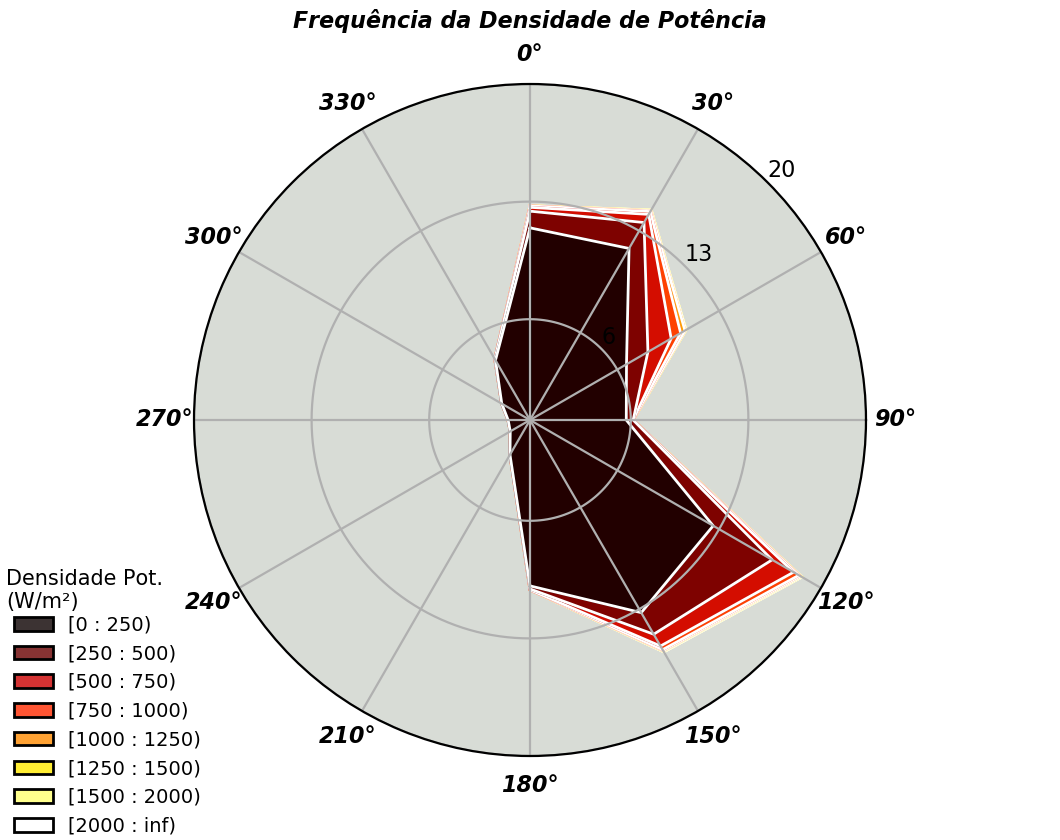 Frequência da Densidade de Potência
0°
330°
30°
20
300°
60°
13
6
270°
90°
240°
120°
210°
150°
180°
Densidade Pot.
(W/m²)
[0 : 250)
[250 : 500)
[500 : 750)
[750 : 1000)
[1000 : 1250)
[1250 : 1500)
[1500 : 2000)
[2000 : inf)